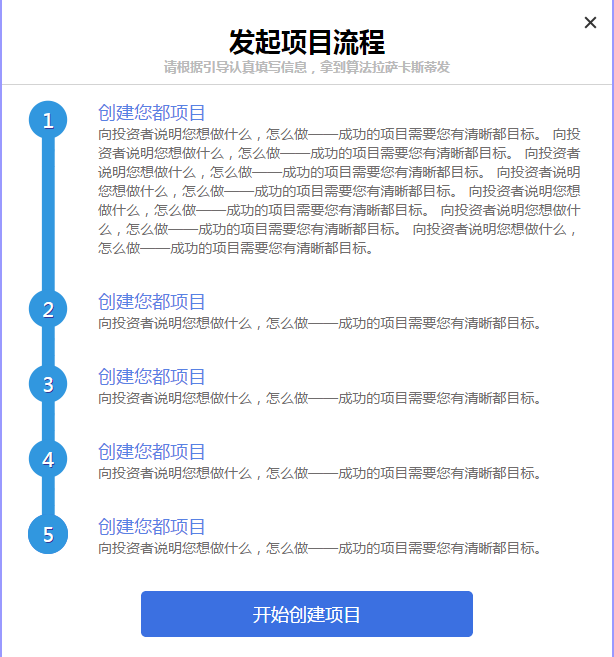 发起项目流程
请根据引导认真填写信息，拿到算法拉萨卡斯蒂发
1
创建您都项目
向投资者说明您想做什么，怎么做——成功的项目需要您有清晰都目标。 向投
资者说明您想做什么，怎么做——成功的项目需要您有清晰都目标。 向投资者
说明您想做什么，怎么做——成功的项目需要您有清晰都目标。 向投资者说明
您想做什么，怎么做——成功的项目需要您有清晰都目标。 向投资者说明您想
做什么，怎么做——成功的项目需要您有清晰都目标。 向投资者说明您想做什
么，怎么做——成功的项目需要您有清晰都目标。 向投资者说明您想做什么，
怎么做——成功的项目需要您有清晰都目标。
2
创建您都项目
向投资者说明您想做什么，怎么做——成功的项目需要您有清晰都目标。
3
创建您都项目
向投资者说明您想做什么，怎么做——成功的项目需要您有清晰都目标。
4
创建您都项目
向投资者说明您想做什么，怎么做——成功的项目需要您有清晰都目标。
5
创建您都项目
向投资者说明您想做什么，怎么做——成功的项目需要您有清晰都目标。
开始创建项目